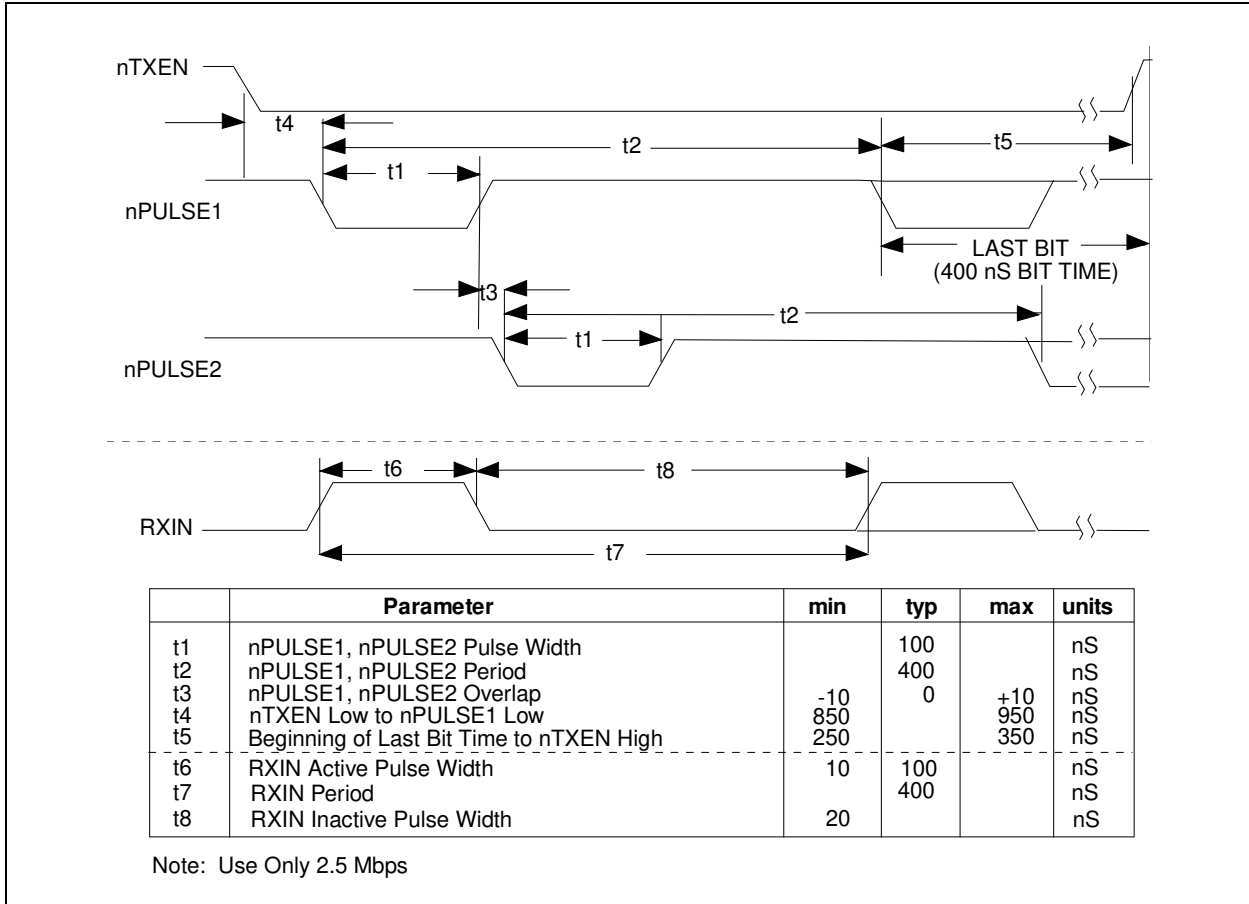 nTXEN
t4
t2
t5
t1
nPULSE1
LAST BIT
(400 nS BIT TIME)
t3
t2
t1
nPULSE2
t6
t8
RXIN
t7
Parameter min typ max units
t1 nPULSE1, nPULSE2 Pulse Width 100 nS
t2 nPULSE1, nPULSE2 Period 400 nS
t3 nPULSE1, nPULSE2 Overlap -10 0 +10 nS
t4 nTXEN Low to nPULSE1 Low 850 950 nS
t5 Beginning of Last Bit Time to nTXEN High 250 350 nS
t6 RXIN Active Pulse Width 10 100 nS
t7 RXIN Period 400 nS
t8 RXIN Inactive Pulse Width 20 nS
Note: Use Only 2.5 Mbps